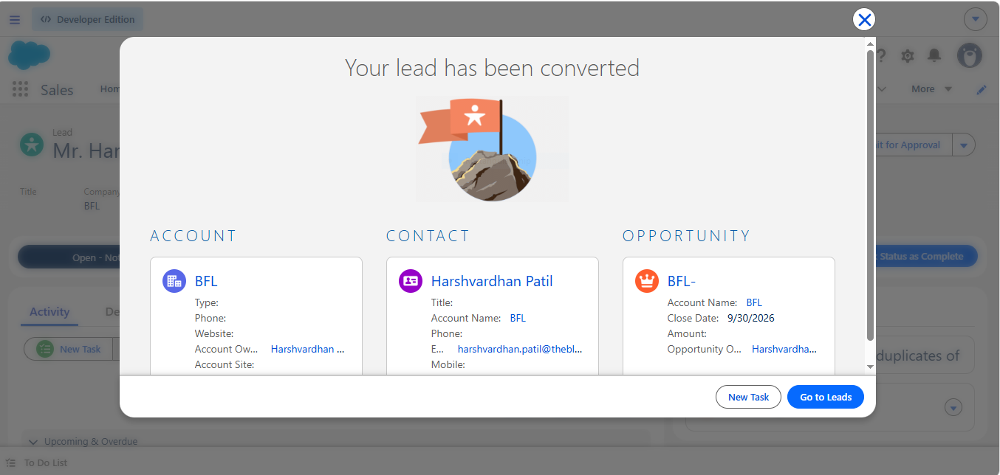 Developer Edition
Your lead has been converted
Sales
More
Lead
Mr. Har
it for Approval
Title
Company
BFL
ACCOUNT
CONTACT
OPPORTUNITY
Open - Not
Status as Complete
BFL
Type:
Phone:
Website:
Account Ow... Harshvardhan ...
Account Site:
Harshvardhan Patil
Title:
Account Name: BFL
Phone:
E... harshvardhan.patil@thebl...
Mobile:
BFL-
Account Name: BFL
Close Date: 9/30/2026
Amount:
Opportunity O... Harshvardha...
Activity
De
New Task
duplicates of
New Task
Go to Leads
Upcoming & Overdue
To Do List